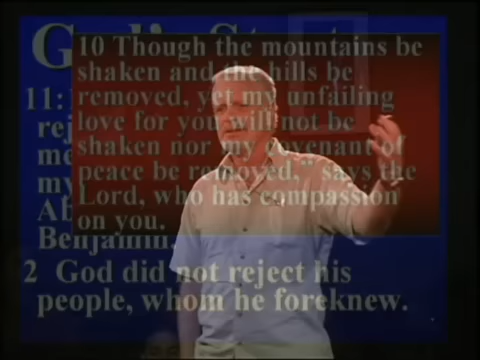 God's
10 Though the mountains be
shaken and the hills be
removed, yet my unfailing
love for you will not be
shaken nor my covenant of
peace be removed," says the
Lord, who has compassion
on you.
Benjamin.
2 God did not reject his
people, whom he foreknew.